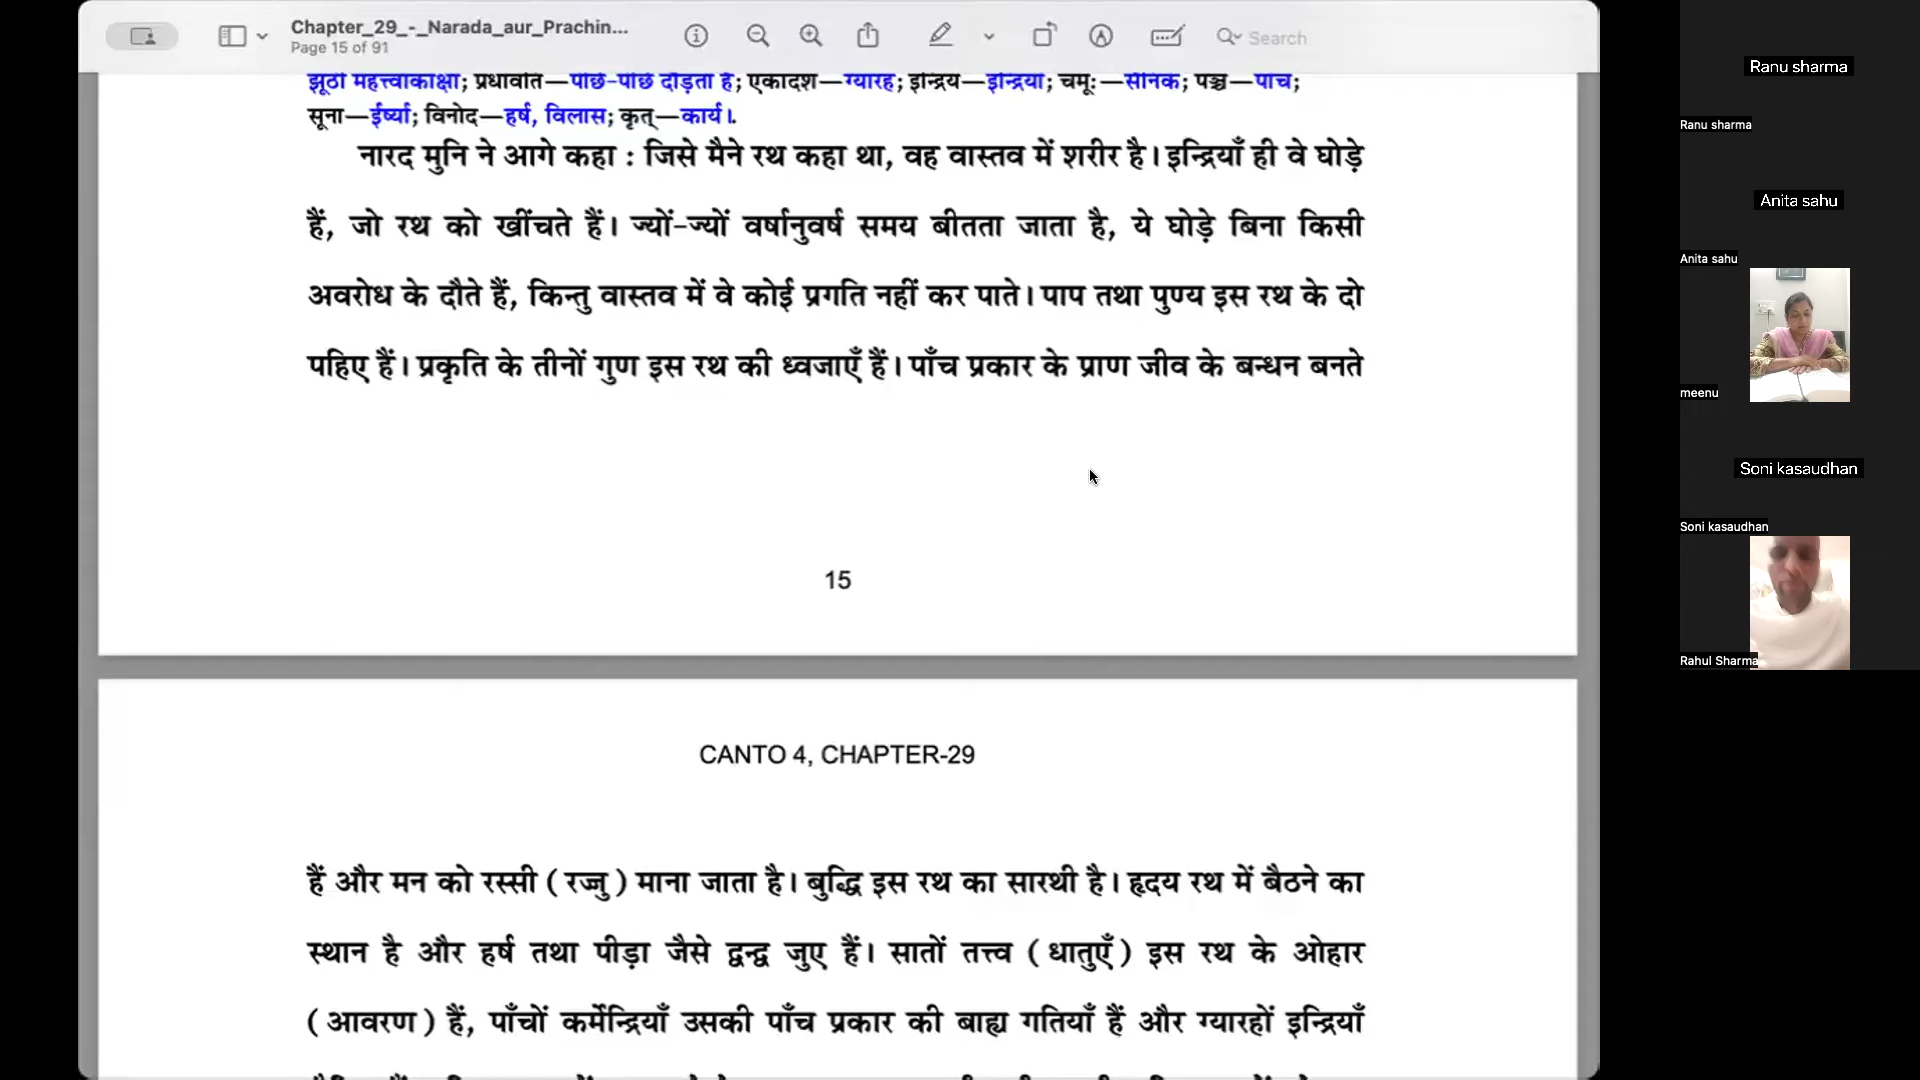 Chapter_29_-_Narada_aur_Prachin...
Page 15 of 91
Search
झूठी महत्त्वाकांक्षा; प्रधावति—पीछे-पीछे दौड़ता है; एकादश—ग्यारह; इन्द्रिय—इन्द्रियाँ; चमूः—सैनिक; पञ्च—पाँच;
सूना—ईर्ष्या; विनोद—हर्ष, विलास; कृत्—कार्य।.
नारद मुनि ने आगे कहा : जिसे मैने रथ कहा था, वह वास्तव में शरीर है। इन्द्रियाँ ही वे घोड़े
हैं, जो रथ को खींचते हैं। ज्यों-ज्यों वर्षानुवर्ष समय बीतता जाता है, ये घोड़े बिना किसी
अवरोध के दौते हैं, किन्तु वास्तव में वे कोई प्रगति नहीं कर पाते। पाप तथा पुण्य इस रथ के दो
पहिए हैं। प्रकृति के तीनों गुण इस रथ की ध्वजाएँ हैं। पाँच प्रकार के प्राण जीव के बन्धन बनते
15
CANTO 4, CHAPTER-29
हैं और मन को रस्सी ( रज्जु ) माना जाता है। बुद्धि इस रथ का सारथी है। हृदय रथ में बैठने का
स्थान है और हर्ष तथा पीड़ा जैसे द्वन्द्व जुए हैं। सातों तत्त्व ( धातुएँ ) इस रथ के ओहार
( आवरण ) हैं, पाँचों कर्मेन्द्रियाँ उसकी पाँच प्रकार की बाह्य गतियाँ हैं और ग्यारहों इन्द्रियाँ
Ranu sharma
Ranu sharma
Anita sahu
Anita sahu
meenu
Soni kasaudhan
Soni kasaudhan
Rahul Sharma